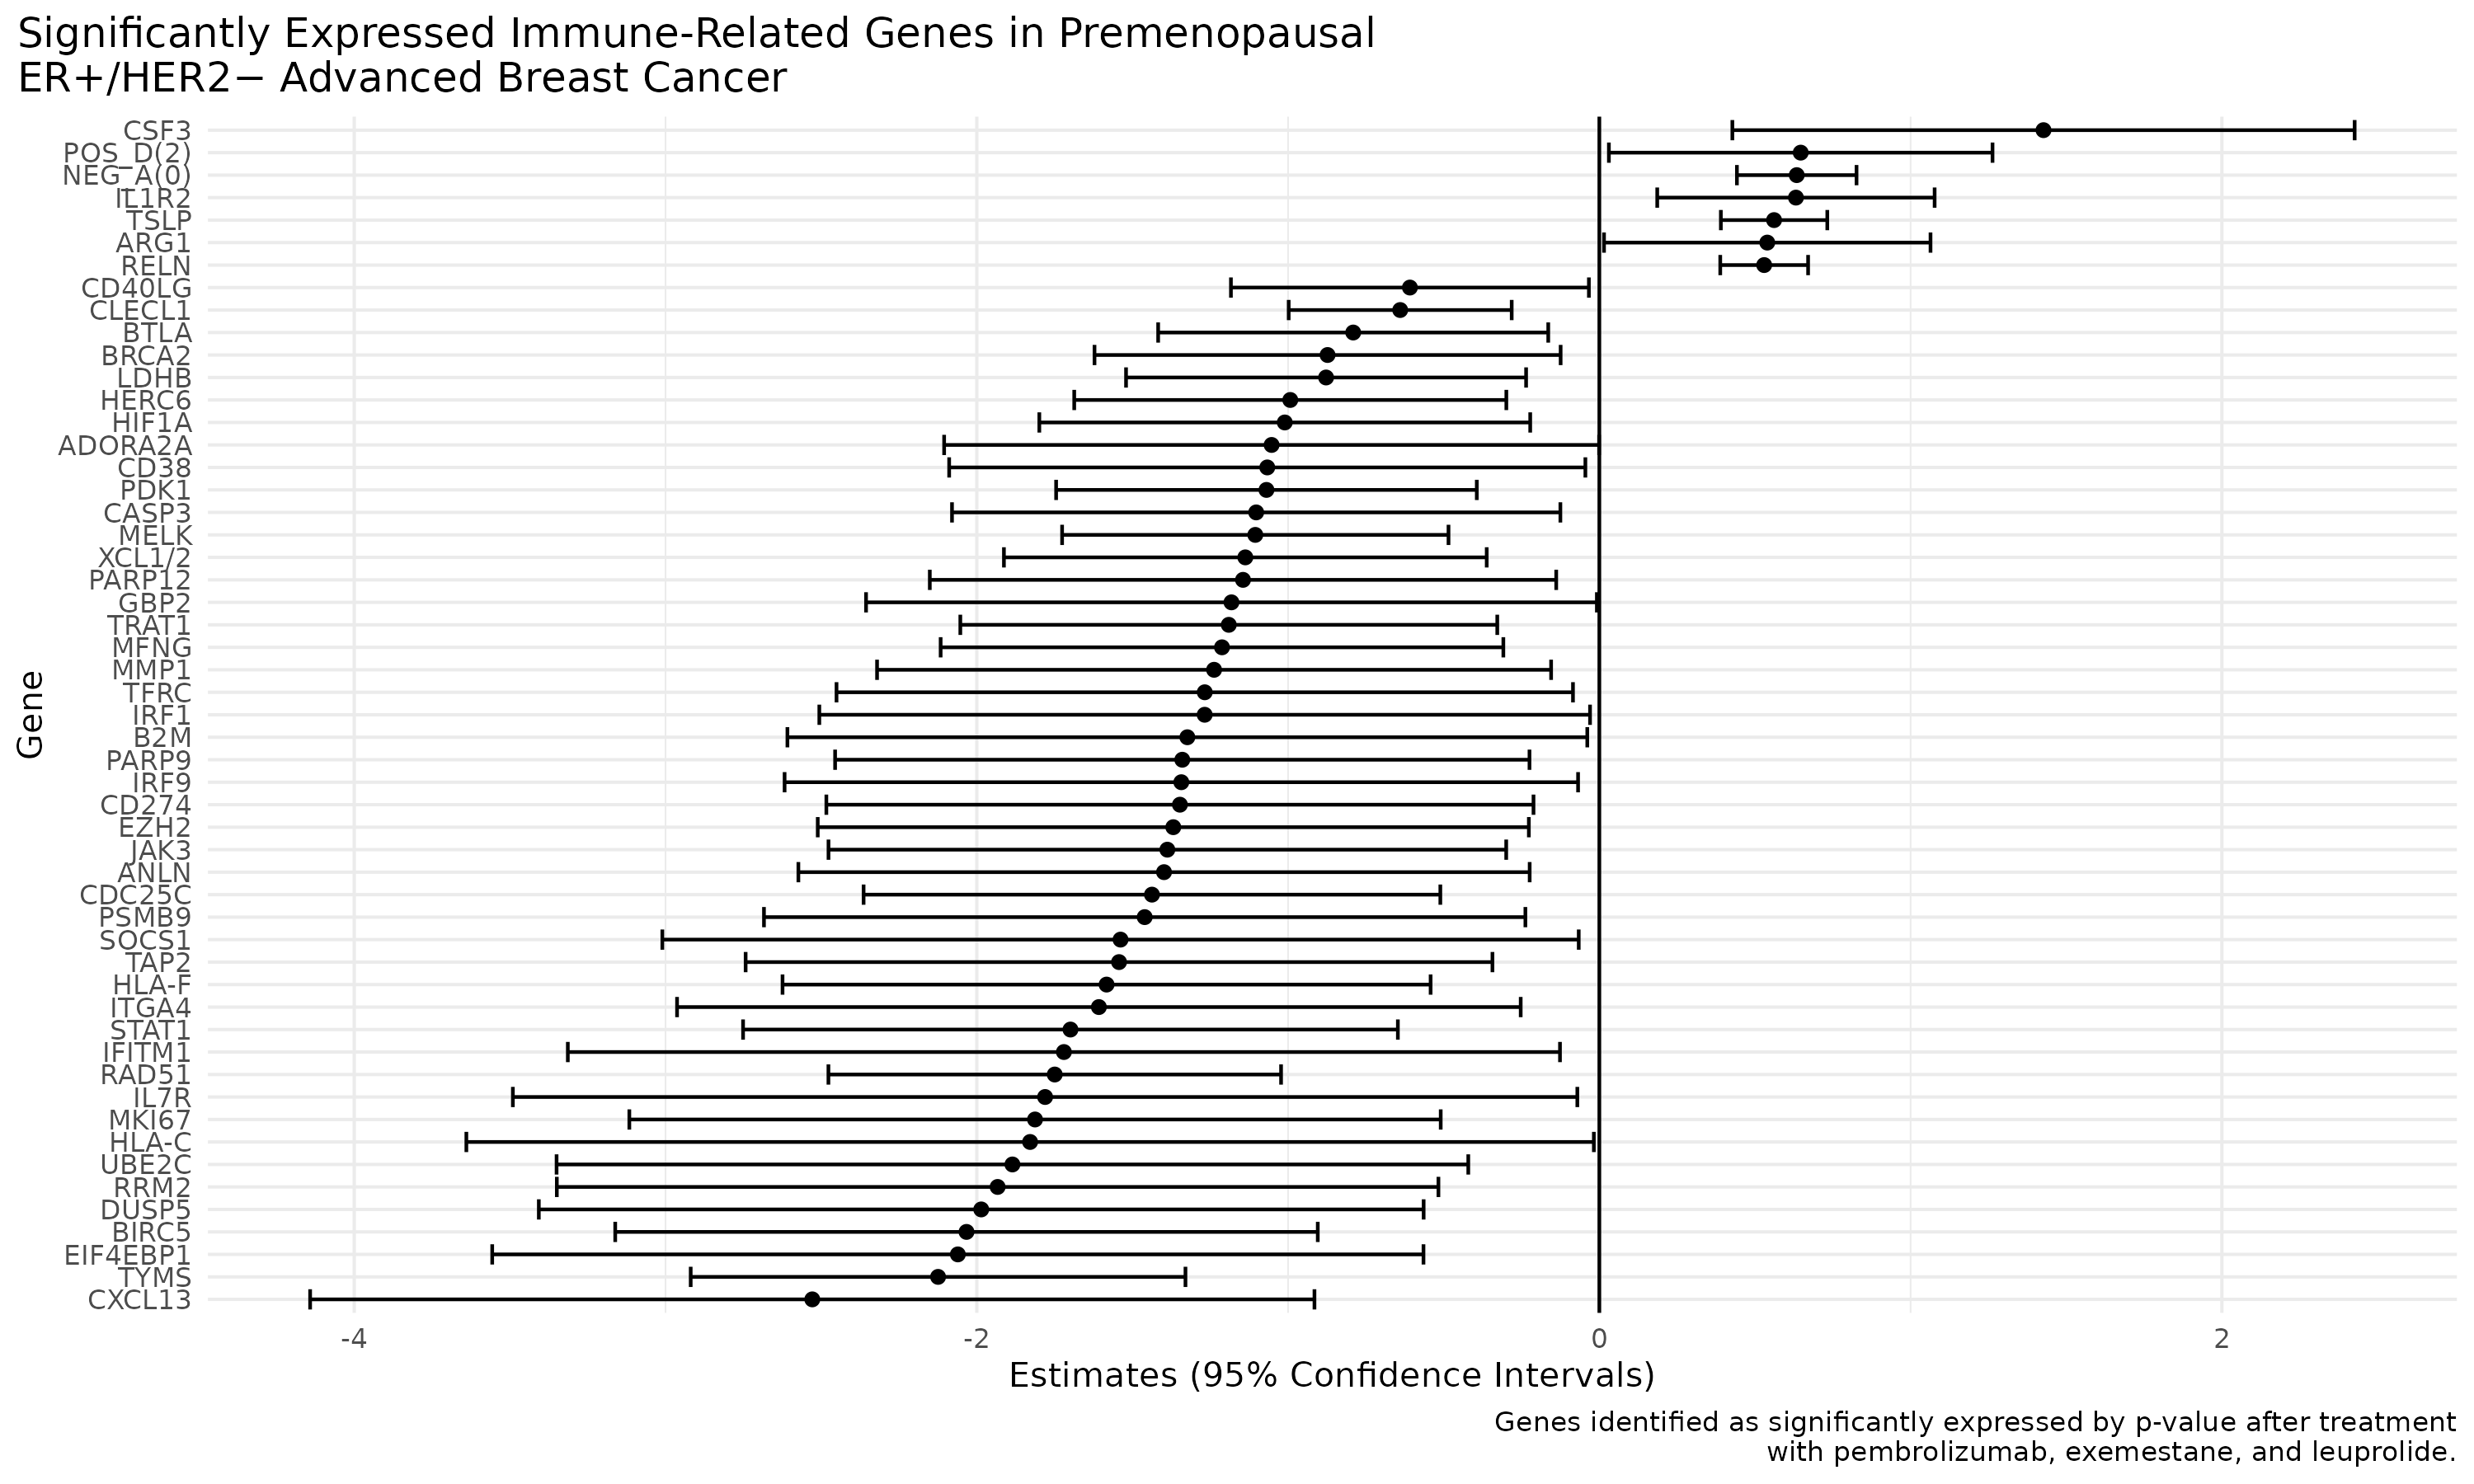 Significantly Expressed Immune-Related Genes in Premenopausal
ER+/HER2− Advanced Breast Cancer
Gene
CSF3
POS_D(2)
NEG_A(0)
IL1R2
TSLP
ARG1
RELN
CD40LG
CLECL1
BTLA
BRCA2
LDHB
HERC6
HIF1A
ADORA2A
CD38
PDK1
CASP3
MELK
XCL1/2
PARP12
GBP2
TRAT1
MFNG
MMP1
TFRC
IRF1
B2M
PARP9
IRF9
CD274
EZH2
JAK3
ANLN
CDC25C
PSMB9
SOCS1
TAP2
HLA-F
ITGA4
STAT1
IFITM1
RAD51
IL7R
MKI67
HLA-C
UBE2C
RRM2
DUSP5
BIRC5
EIF4EBP1
TYMS
CXCL13
-4 -2 0 2
Estimates (95% Confidence Intervals)
Genes identified as significantly expressed by p-value after treatment
with pembrolizumab, exemestane, and leuprolide.